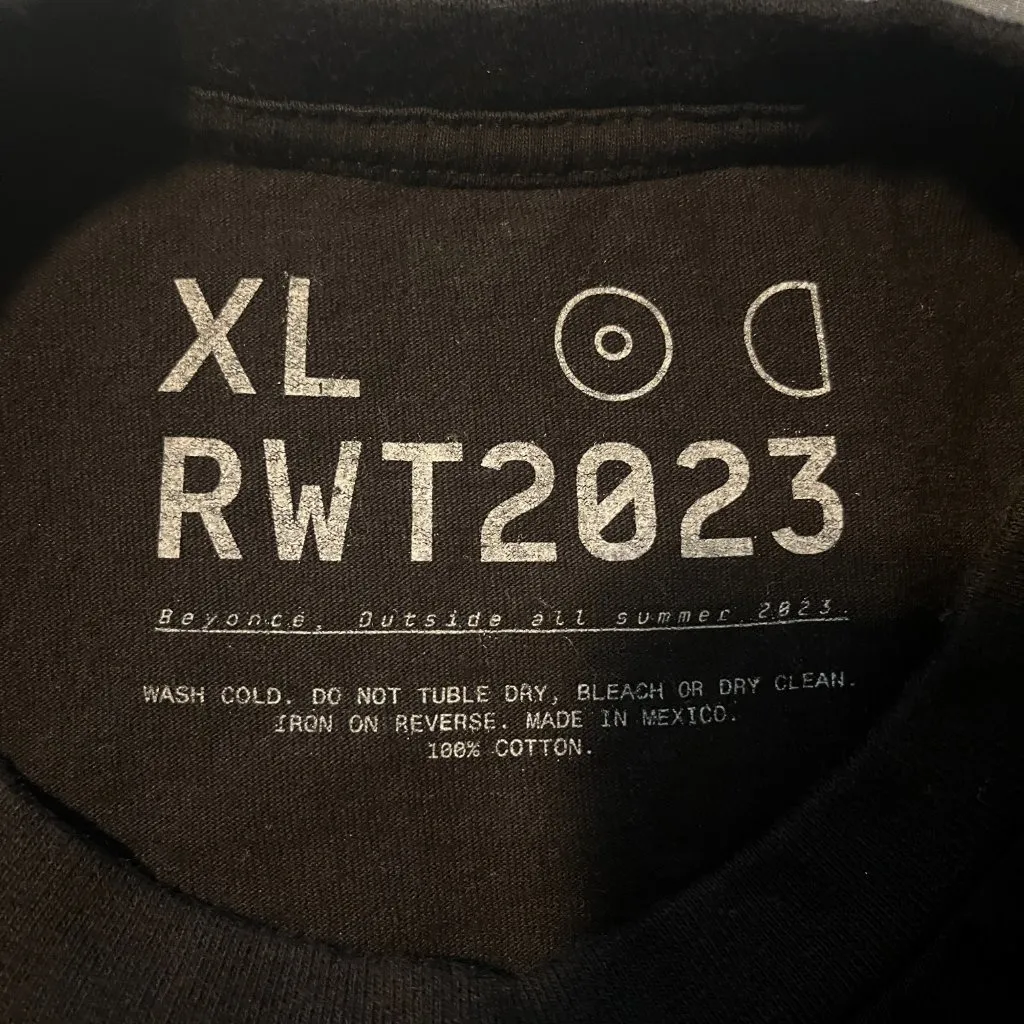 XL
RWT2023
Beyoncé, Outside all summer 2023.
WASH COLD. DO NOT TUBLE DRY, BLEACH OR DRY CLEAN.
IRON ON REVERSE. MADE IN MEXICO.
100% COTTON.